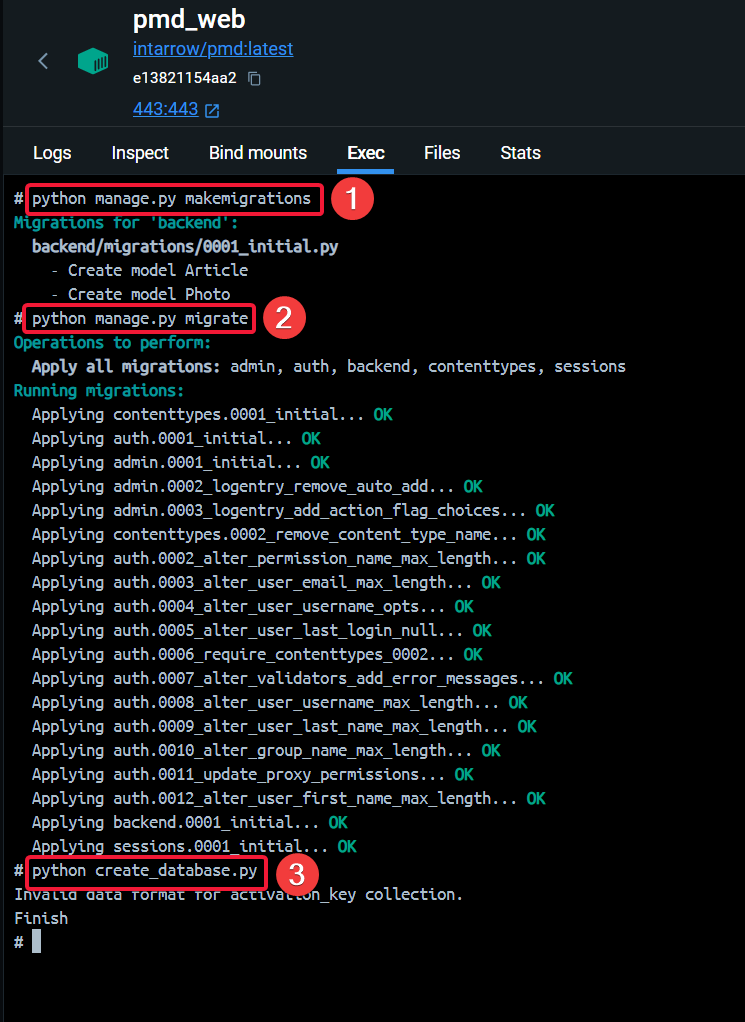 pmd_web
intarrow/pmd:latest
e13821154aa2
443:443
Logs Inspect Bind mounts Exec Files Stats
# python manage.py makemigrations 1
Migrations for 'backend':
backend/migrations/0001_initial.py
- Create model Article
- Create model Photo
# python manage.py migrate 2
Operations to perform:
Apply all migrations: admin, auth, backend, contenttypes, sessions
Running migrations:
Applying contenttypes.0001_initial... OK
Applying auth.0001_initial... OK
Applying admin.0001_initial... OK
Applying admin.0002_logentry_remove_auto_add... OK
Applying admin.0003_logentry_add_action_flag_choices... OK
Applying contenttypes.0002_remove_content_type_name... OK
Applying auth.0002_alter_permission_name_max_length... OK
Applying auth.0003_alter_user_email_max_length... OK
Applying auth.0004_alter_user_username_opts... OK
Applying auth.0005_alter_user_last_login_null... OK
Applying auth.0006_require_contenttypes_0002... OK
Applying auth.0007_alter_validators_add_error_messages... OK
Applying auth.0008_alter_user_username_max_length... OK
Applying auth.0009_alter_user_last_name_max_length... OK
Applying auth.0010_alter_group_name_max_length... OK
Applying auth.0011_update_proxy_permissions... OK
Applying auth.0012_alter_user_first_name_max_length... OK
Applying backend.0001_initial... OK
Applying sessions.0001_initial... OK
# python create_database.py 3
Invalid data format for activation_key collection.
Finish
#